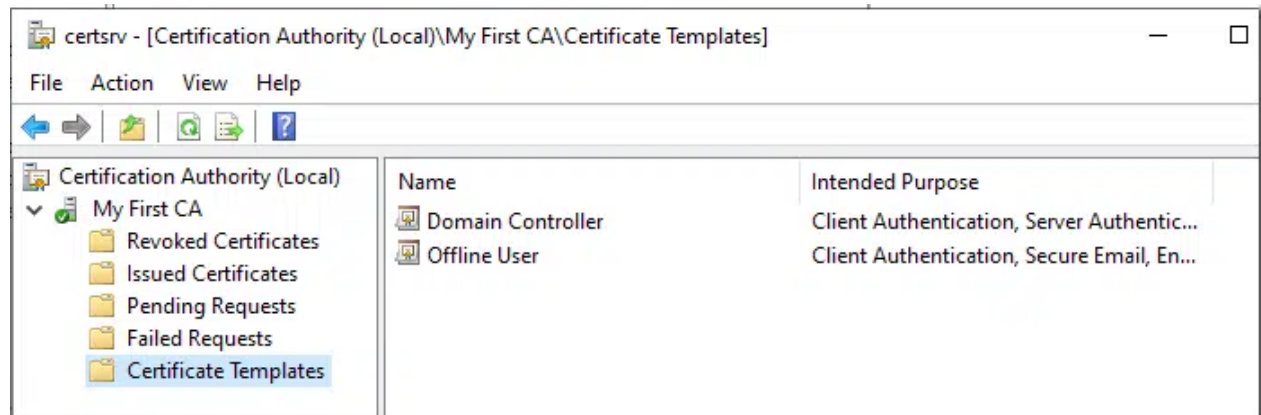 certsrv - [Certification Authority (Local)\My First CA\Certificate Templates]
File Action View Help
Certification Authority (Local)
My First CA
Revoked Certificates
Issued Certificates
Pending Requests
Failed Requests
Certificate Templates
Name Intended Purpose
Domain Controller Client Authentication, Server Authentic...
Offline User Client Authentication, Secure Email, En...